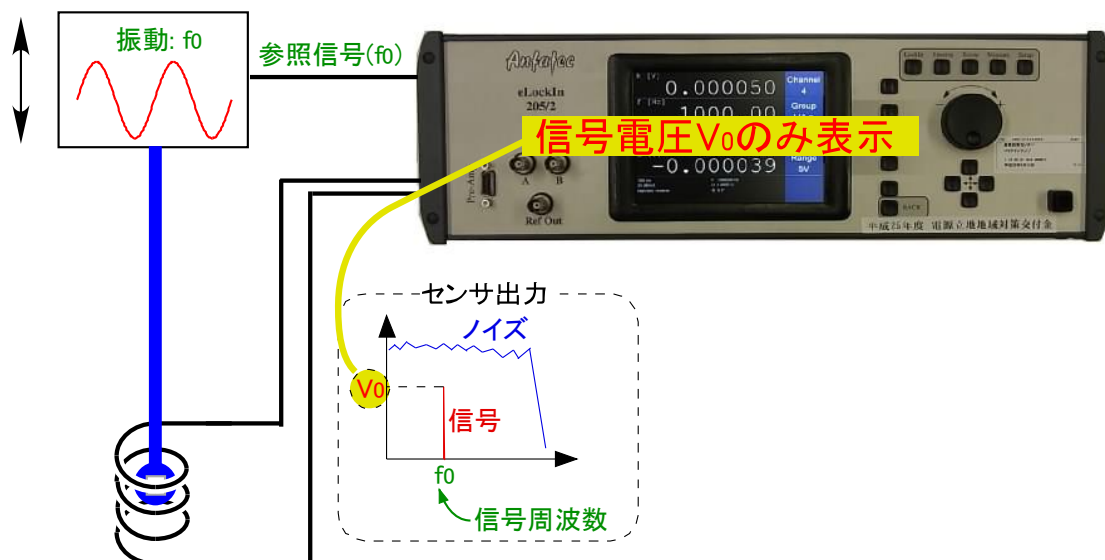 振動: f0
参照信号(f0)
Anfatec
eLockIn
205/2
R [V]
0.000050
f [Hz]
1000.00
-0.000039
Channel
4
Group
Range
5V
信号電圧V0のみ表示
A
B
Ref Out
BACK
平成25年度 電源立地地域対策交付金
センサ出力
ノイズ
V0
信号
f0
信号周波数